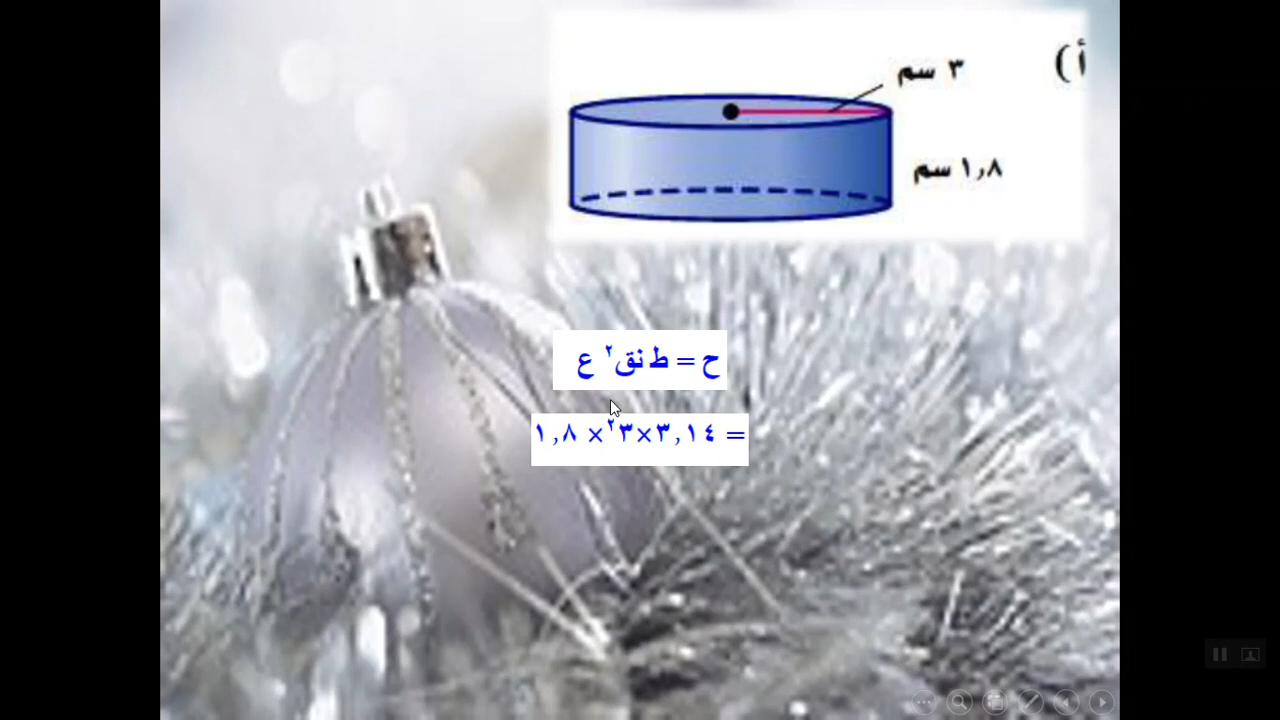 أ)
٣ سم
١٫٨ سم
ح = ط نق٢ ع
= ٣,١٤×٣٢× ١,٨